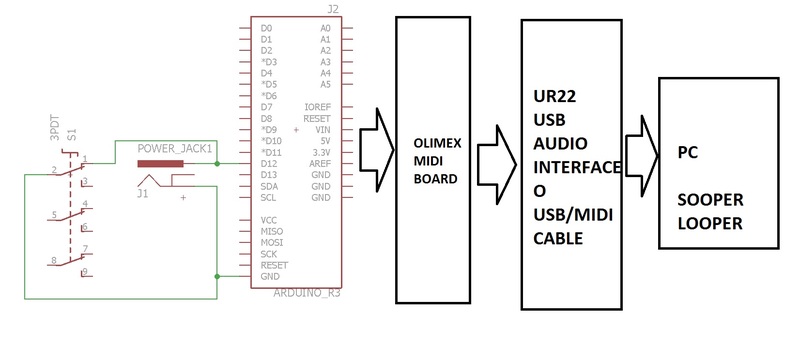 J2
D0 A0
D1 A1
D2 A2
*D3 A3
D4 A4
*D5 A5
*D6
D7 IOREF
D8 RESET
*D9 + VIN
*D10 5V
*D11 3.3V
D12 AREF
D13 GND
SDA GND
SCL GND
VCC
MISO
MOSI
SCK
RESET
GND
ARDUINO_R3
3PDT
S1
1
2
3
4
5
6
7
8
9
POWER_JACK1
J1
+
OLIMEX
MIDI
BOARD
UR22
USB
AUDIO
INTERFACE
O
USB/MIDI
CABLE
PC
SOOPER
LOOPER